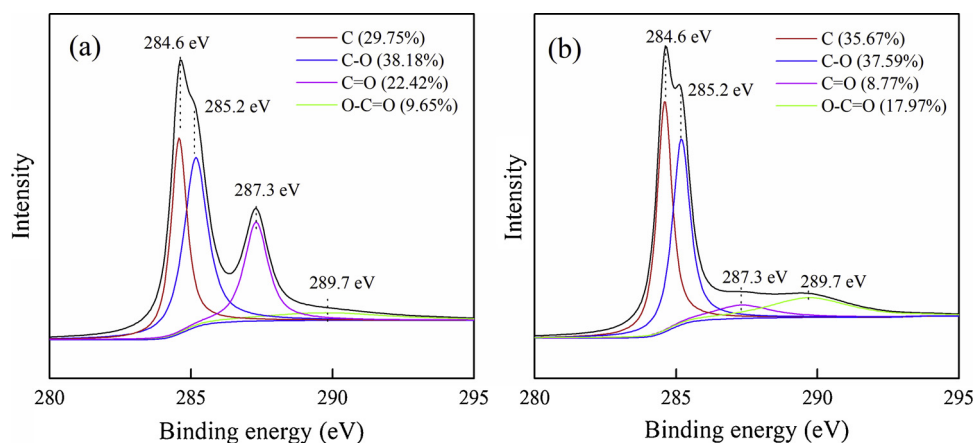 (a)
284.6 eV
285.2 eV
287.3 eV
289.7 eV
C (29.75%)
C-O (38.18%)
C=O (22.42%)
O-C=O (9.65%)
Intensity
280 285 290 295
Binding energy (eV)
(b)
284.6 eV
285.2 eV
287.3 eV
289.7 eV
C (35.67%)
C-O (37.59%)
C=O (8.77%)
O-C=O (17.97%)
Intensity
280 285 290 295
Binding energy (eV)